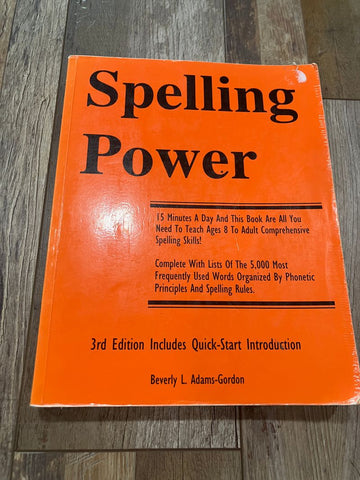 Spelling
Power
15 Minutes A Day And This Book Are All You
Need To Teach Ages 8 To Adult Comprehensive
Spelling Skills!
Complete With Lists Of The 5,000 Most
Frequently Used Words Organized By Phonetic
Principles And Spelling Rules.
3rd Edition Includes Quick-Start Introduction
Beverly L. Adams-Gordon